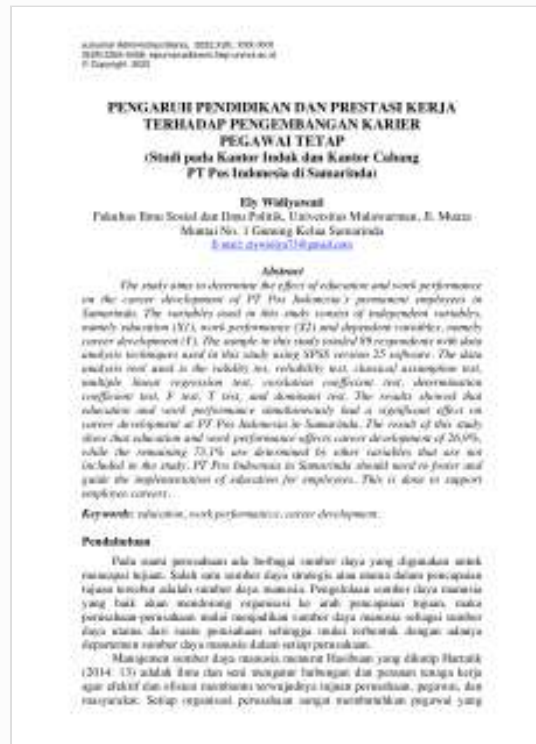 PENGARUH PENDIDIKAN DAN PRESTASI KERJA
TERHADAP PENGEMBANGAN KARIER
PEGAWAI TETAP
(Studi pada Kantor Induk dan Kantor Cabang
PT Pos Indonesia di Samarinda)
Ely Widiyawati
Fakultas Ilmu Sosial dan Ilmu Politik, Universitas Mulawarman, Jl. Muara
Muntai No. 1 Gunung Kelua Samarinda
Abstract
The study aims to determine the effect of education and work performance
on the career development of PT Pos Indonesia's permanent employees in
Samarinda. The variables used in this study consist of independent variables,
namely education (X1), work performance (X2) and dependent variables, namely
career development (Y). The sample in this study totaled 89 respondents with data
analysis techniques used in this study using SPSS version 25 software. The data
analysis tool used is the validity test, reliability test, classical assumption test,
multiple linear regression test, correlation coefficient test, determination
coefficient test, F test, T test, and dominant test. The results showed that
education and work performance simultaneously had a significant effect on
career development at PT Pos Indonesia in Samarinda. The result of this study
show that education and work performance affects career development of 26,9%,
while the remaining 73,1% are determined by other variables that are not
included in the study. PT Pos Indonesia in Samarinda should need to foster and
guide the implementation of education for employees. This is done to support
employee careers.
Keywords: education, work performance, career development.
Pendahuluan
Pada suatu perusahaan ada berbagai sumber daya yang digunakan untuk
mencapai tujuan. Salah satu sumber daya strategis atau utama dalam pencapaian
tujuan tersebut adalah sumber daya manusia. Pengelolaan sumber daya manusia
yang baik akan mendorong organisasi ke arah pencapaian tujuan, maka
perusahaan-perusahaan mulai menjadikan sumber daya manusia sebagai sumber
daya utama dari suatu perusahaan sehingga mulai terbentuk dengan adanya
departemen sumber daya manusia dalam setiap perusahaan.
Manajemen sumber daya manusia menurut Hasibuan yang dikutip Hartatik
(2014: 13) adalah ilmu dan seni mengatur hubungan dan peranan tenaga kerja
agar efektif dan efisien membantu terwujudnya tujuan perusahaan, pegawai, dan
masyarakat. Setiap organisasi perusahaan sangat membutuhkan pegawai yang